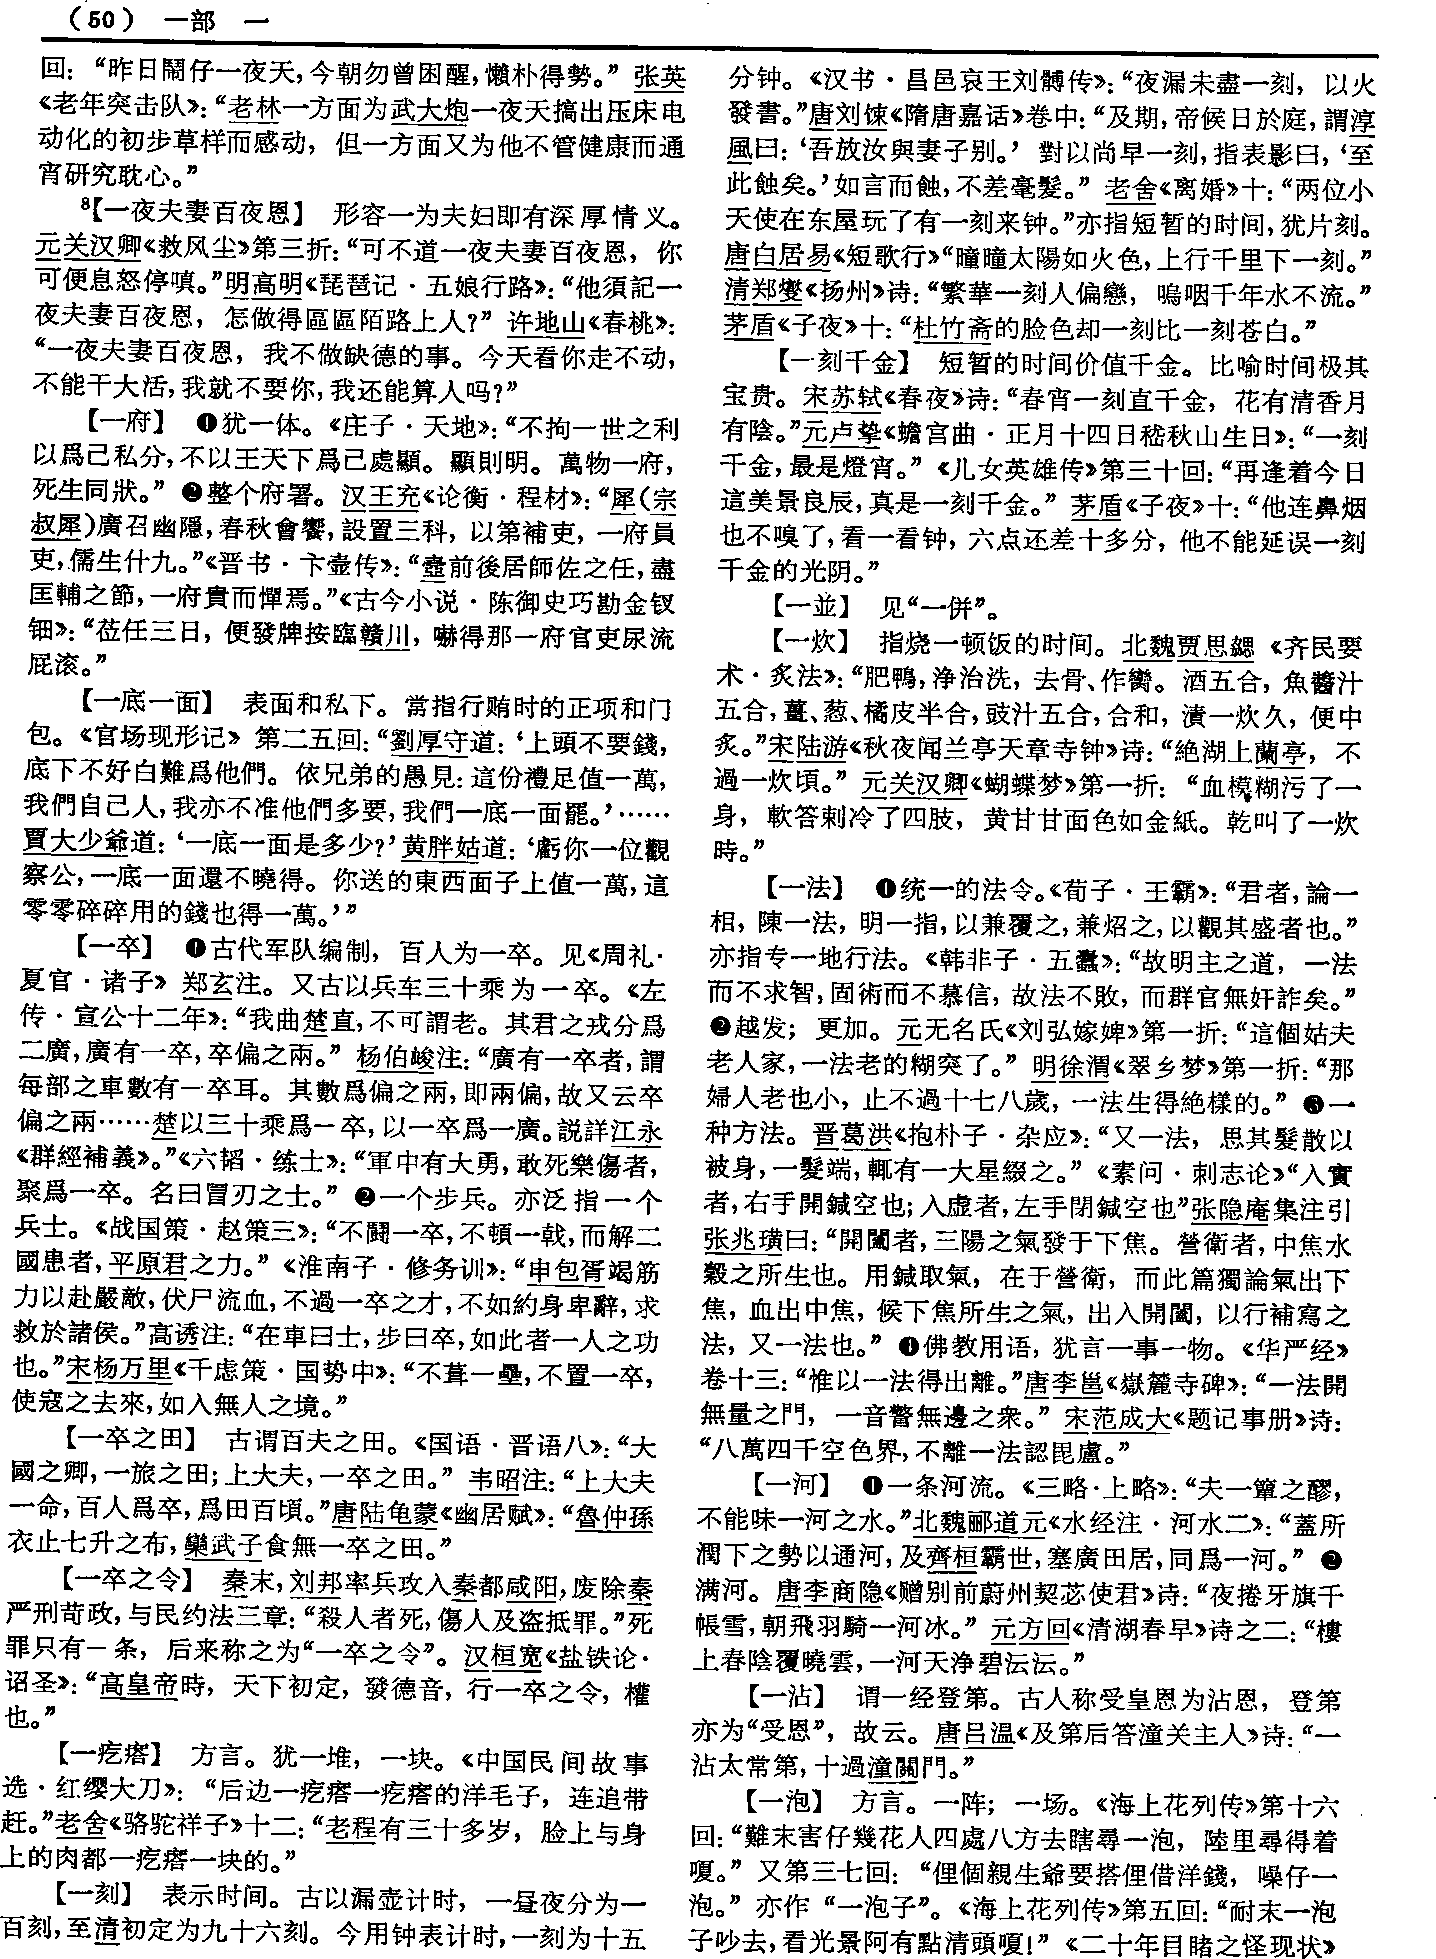 （50） 一部 一
回：“昨日鬧仔一夜天，今朝勿曾困醒，懶朴得勢。”张英
《老年突击队》：“老林一方面为武大炮一夜天搞出压床电
动化的初步草样而感动，但一方面又为他不管健康而通
宵研究耽心。”
⁸【一夜夫妻百夜恩】 形容一为夫妇即有深厚情义。
元关汉卿《救风尘》第三折：“可不道一夜夫妻百夜恩，你
可便息怒停嗔。”明高明《琵琶记·五娘行路》：“他須記一
夜夫妻百夜恩，怎做得區區陌路上人？”许地山《春桃》：
“一夜夫妻百夜恩，我不做缺德的事。今天看你走不动，
不能干大活，我就不要你，我还能算人吗？”
【一府】 ❶犹一体。《庄子·天地》：“不拘一世之利
以爲己私分，不以王天下爲己處顯。顯則明。萬物一府，
死生同狀。”❷整个府署。汉王充《论衡·程材》：“犀（宗
叔犀）廣召幽隱，春秋會饗，設置三科，以第補吏，一府員
吏，儒生什九。”《晋书·卞壸传》：“壼前後居師佐之任，盡
匡輔之節，一府貴而憚焉。”《古今小说·陈御史巧勘金钗
钿》：“莅任三日，便發牌按臨贛川，嚇得那一府官吏尿流
屁滚。”
【一底一面】 表面和私下。常指行贿时的正项和门
包。《官场现形记》第二五回：“劉厚守道：‘上頭不要錢，
底下不好白難爲他們。依兄弟的愚見：這份禮足值一萬，
我們自己人，我亦不准他們多要，我們一底一面罷。’……
賈大少爺道：‘一底一面是多少？’黄胖姑道：‘虧你一位觀
察公，一底一面還不曉得。你送的東西面子上值一萬，這
零零碎碎用的錢也得一萬。’”
【一卒】 ❶古代军队编制，百人为一卒。见《周礼·
夏官·诸子》郑玄注。又古以兵车三十乘为一卒。《左
传·宣公十二年》：“我曲楚直，不可謂老。其君之戎分爲
二廣，廣有一卒，卒偏之兩。”杨伯峻注：“廣有一卒者，謂
每部之車數有一卒耳。其數爲偏之兩，即兩偏，故又云卒
偏之兩……楚以三十乘爲一卒，以一卒爲一廣。説詳江永
《群經補義》。”《六韬·练士》：“軍中有大勇，敢死樂傷者，
聚爲一卒。名曰冒刃之士。”❷一个步兵。亦泛指一个
兵士。《战国策·赵策三》：“不鬭一卒，不頓一戟，而解二
國患者，平原君之力。”《淮南子·修务训》：“申包胥竭筋
力以赴嚴敵，伏尸流血，不過一卒之才，不如約身卑辭，求
救於諸侯。”高诱注：“在車曰士，步曰卒，如此者一人之功
也。”宋杨万里《千虑策·国势中》：“不葺一壘，不置一卒，
使寇之去來，如入無人之境。”
【一卒之田】 古谓百夫之田。《国语·晋语八》：“大
國之卿，一旅之田；上大夫，一卒之田。”韦昭注：“上大夫
一命，百人爲卒，爲田百頃。”唐陆龟蒙《幽居赋》：“魯仲孫
衣止七升之布，欒武子食無一卒之田。”
【一卒之令】 秦末，刘邦率兵攻入秦都咸阳，废除秦
严刑苛政，与民约法三章：“殺人者死，傷人及盗抵罪。”死
罪只有一条，后来称之为“一卒之令”。汉桓宽《盐铁论·
诏圣》：“高皇帝時，天下初定，發德音，行一卒之令，權
也。”
【一疙瘩】 方言。犹一堆，一块。《中国民间故事
选·红缨大刀》：“后边一疙瘩一疙瘩的洋毛子，连追带
赶。”老舍《骆驼祥子》十二：“老程有三十多岁，脸上与身
上的肉都一疙瘩一块的。”
【一刻】 表示时间。古以漏壶计时，一昼夜分为一
百刻，至清初定为九十六刻。今用钟表计时，一刻为十五
分钟。《汉书·昌邑哀王刘髆传》：“夜漏未盡一刻，以火
發書。”唐刘餗《隋唐嘉话》卷中：“及期，帝候日於庭，謂淳
風曰：‘吾放汝與妻子别。’對以尚早一刻，指表影曰，‘至
此蝕矣。’如言而蝕，不差毫髮。”老舍《离婚》十：“两位小
天使在东屋玩了有一刻来钟。”亦指短暂的时间，犹片刻。
唐白居易《短歌行》“曈曈太陽如火色，上行千里下一刻。”
清郑燮《扬州》诗：“繁華一刻人偏戀，嗚咽千年水不流。”
茅盾《子夜》十：“杜竹斋的脸色却一刻比一刻苍白。”
【一刻千金】 短暂的时间价值千金。比喻时间极其
宝贵。宋苏轼《春夜》诗：“春宵一刻直千金，花有清香月
有陰。”元卢挚《蟾宫曲·正月十四日嵇秋山生日》：“一刻
千金，最是燈宵。”《儿女英雄传》第三十回：“再逢着今日
這美景良辰，真是一刻千金。”茅盾《子夜》十：“他连鼻烟
也不嗅了，看一看钟，六点还差十多分，他不能延误一刻
千金的光阴。”
【一並】 见“一併”。
【一炊】 指烧一顿饭的时间。北魏贾思勰《齐民要
术·炙法》：“肥鴨，净治洗，去骨、作臠。酒五合，魚醬汁
五合，薑、葱、橘皮半合，豉汁五合，合和，漬一炊久，便中
炙。”宋陆游《秋夜闻兰亭天章寺钟》诗：“絶湖上蘭亭，不
過一炊頃。”元关汉卿《蝴蝶梦》第一折：“血模糊污了一
身，軟答剌冷了四肢，黄甘甘面色如金紙。乾叫了一炊
時。”
【一法】 ❶统一的法令。《荀子·王霸》：“君者，論一
相，陳一法，明一指，以兼覆之，兼炤之，以觀其盛者也。”
亦指专一地行法。《韩非子·五蠹》：“故明主之道，一法
而不求智，固術而不慕信，故法不敗，而群官無奸詐矣。”
❷越发；更加。元无名氏《刘弘嫁婢》第一折：“這個姑夫
老人家，一法老的糊突了。”明徐渭《翠乡梦》第一折：“那
婦人老也小，止不過十七八歲，一法生得絶樣的。”❸一
种方法。晋葛洪《抱朴子·杂应》：“又一法，思其髮散以
被身，一髮端，輒有一大星綴之。”《素问·刺志论》“入實
者，右手開鍼空也；入虚者，左手閉鍼空也”张隐庵集注引
张兆璜曰：“開闔者，三陽之氣發于下焦。營衛者，中焦水
穀之所生也。用鍼取氣，在于營衛，而此篇獨論氣出下
焦，血出中焦，候下焦所生之氣，出入開闔，以行補寫之
法，又一法也。”❹佛教用语，犹言一事一物。《华严经》
卷十三：“惟以一法得出離。”唐李邕《嶽麓寺碑》：“一法開
無量之門，一音警無邊之衆。”宋范成大《题记事册》诗：
“八萬四千空色界，不離一法認毘盧。”
【一河】 ❶一条河流。《三略·上略》：“夫一簞之醪，
不能味一河之水。”北魏郦道元《水经注·河水二》：“蓋所
潤下之勢以通河，及齊桓霸世，塞廣田居，同爲一河。”❷
满河。唐李商隐《赠别前蔚州契苾使君》诗：“夜捲牙旗千
帳雪，朝飛羽騎一河冰。”元方回《清湖春早》诗之二：“樓
上春陰覆曉雲，一河天净碧沄沄。”
【一沾】 谓一经登第。古人称受皇恩为沾恩，登第
亦为“受恩”，故云。唐吕温《及第后答潼关主人》诗：“一
沾太常第，十過潼關門。”
【一泡】 方言。一阵；一场。《海上花列传》第十六
回：“難末害仔幾花人四處八方去瞎尋一泡，陸里尋得着
嗄。”又第三七回：“俚個親生爺要搭俚借洋錢，噪仔一
泡。”亦作“一泡子”。《海上花列传》第五回：“耐末一泡
子吵去，看光景阿有點清頭嗄！”《二十年目睹之怪现状》